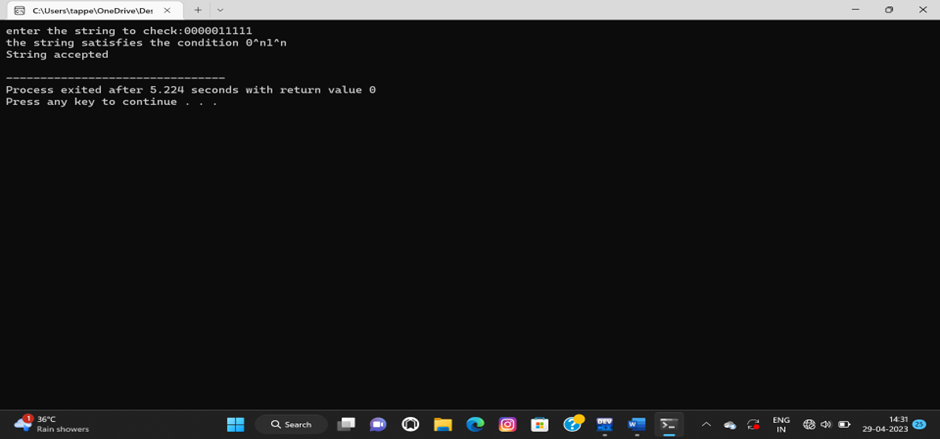 C:\Users\tappe\OneDrive\Des
enter the string to check:0000011111
the string satisfies the condition 0^n1^n
String accepted
--------------------------------
Process exited after 5.224 seconds with return value 0
Press any key to continue . . .
1
36°C
Rain showers
Search
DEV
W
ENG
IN
14:31
29-04-2023
25